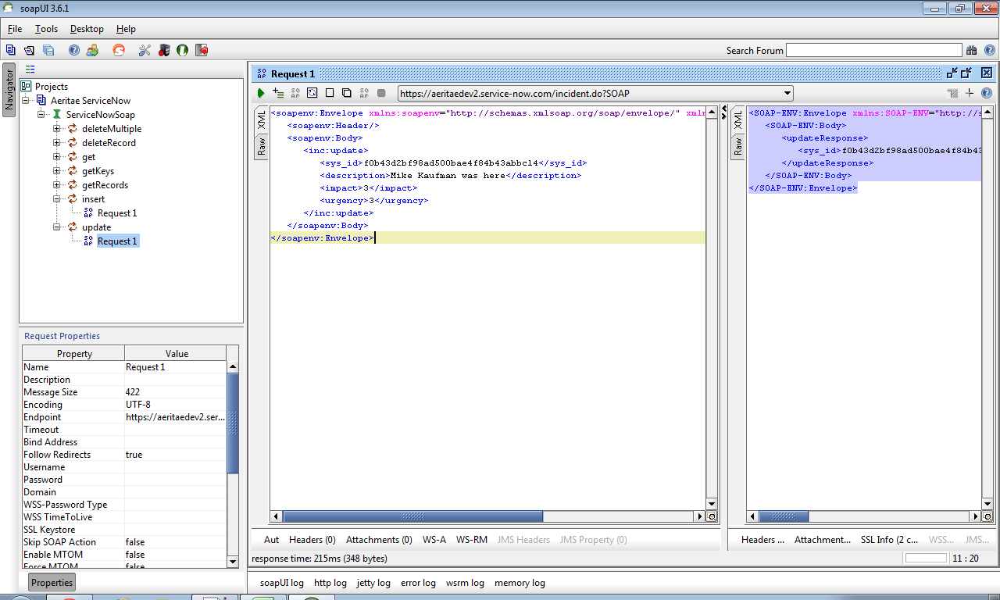 soapUI 3.6.1
File Tools Desktop Help
Search Forum
Navigator
Projects
Aeritae ServiceNow
ServiceNowSoap
deleteMultiple
deleteRecord
get
getKeys
getRecords
insert
Request 1
update
Request 1
Request Properties
Property Value
Name Request 1
Description
Message Size 422
Encoding UTF-8
Endpoint https://aeritaedev2.ser...
Timeout
Bind Address
Follow Redirects true
Username
Password
Domain
WSS-Password Type
WSS TimeToLive
SSL Keystore
Skip SOAP Action false
Enable MTOM false
Force MTOM false
Properties
Request 1
https://aeritaedev2.service-now.com/incident.do?SOAP
XML
Raw
<soapenv:Envelope xmlns:soapenv="http://schemas.xmlsoap.org/soap/envelope/" xmln
<soapenv:Header/>
<soapenv:Body>
<inc:update>
<sys_id>f0b43d2bf98ad500bae4f84b43abbc14</sys_id>
<description>Mike Kaufman was here</description>
<impact>3</impact>
<urgency>3</urgency>
</inc:update>
</soapenv:Body>
</soapenv:Envelope>
XML
Raw
<SOAP-ENV:Envelope xmlns:SOAP-ENV="http://s
<SOAP-ENV:Body>
<updateResponse>
<sys_id>f0b43d2bf98ad500bae4f84b43
</updateResponse>
</SOAP-ENV:Body>
</SOAP-ENV:Envelope>
Aut Headers (0) Attachments (0) WS-A WS-RM JMS Headers JMS Property (0)
Headers ... Attachment... SSL Info (2 c... WSS... JMS...
response time: 215ms (348 bytes)
11 : 20
soapUI log http log jetty log error log wsrm log memory log